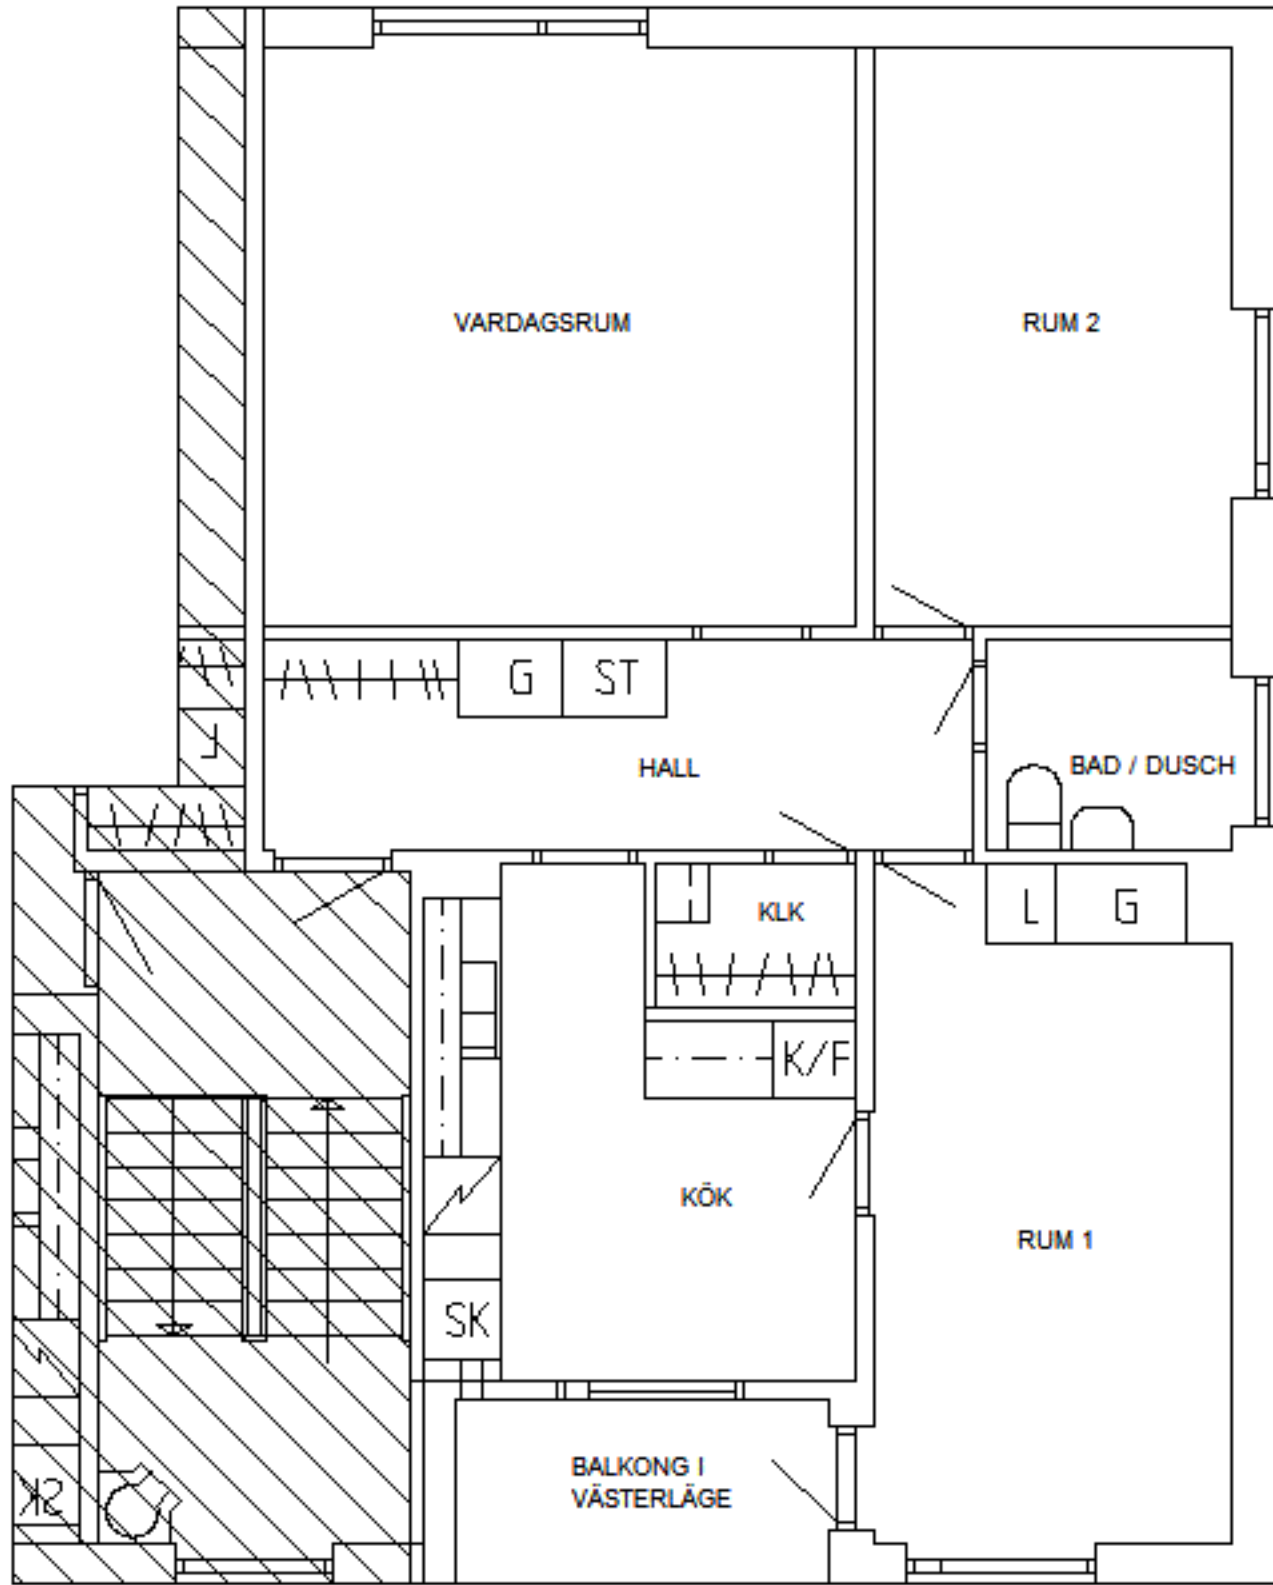 VARDAGSRUM
RUM 2
G
ST
L
HALL
BAD / DUSCH
KLK
L
G
K/F
KÖK
RUM 1
SK
BALKONG I
VÄSTERLÄGE
SK